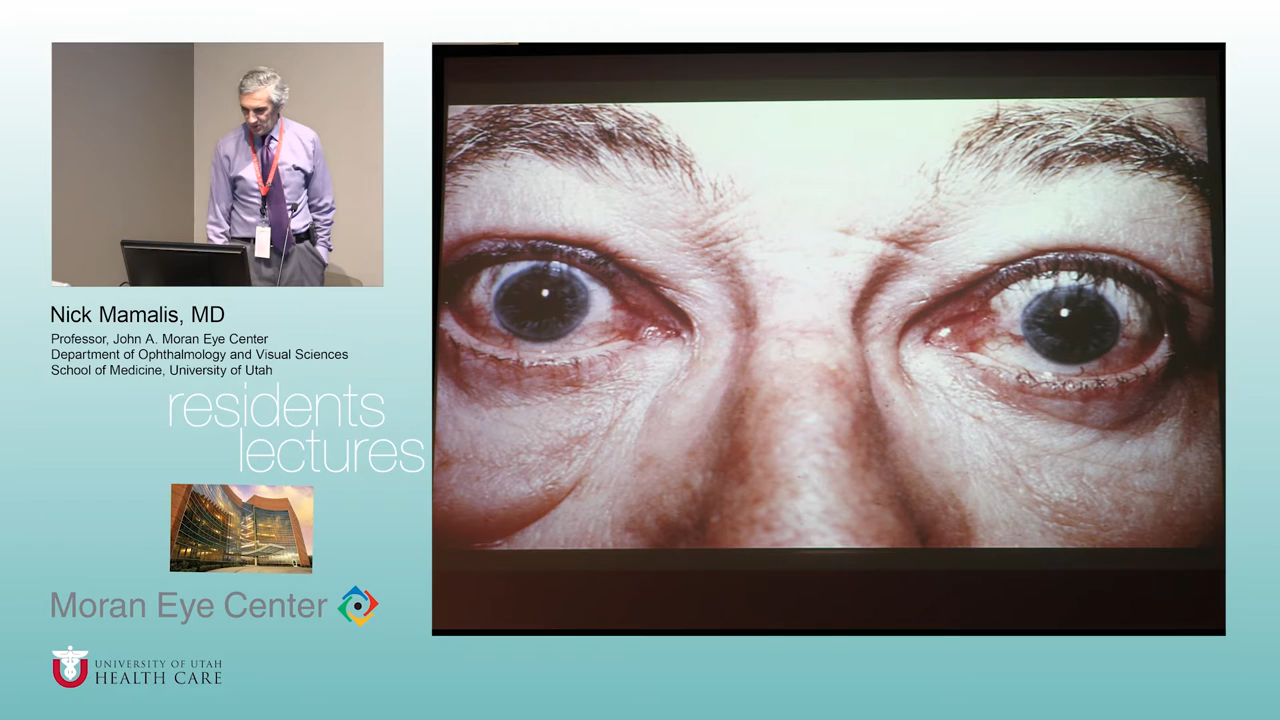 Nick Mamalis, MD
Professor, John A. Moran Eye Center
Department of Ophthalmology and Visual Sciences
School of Medicine, University of Utah
residents
lectures
Moran Eye Center
UNIVERSITY OF UTAH
HEALTH CARE